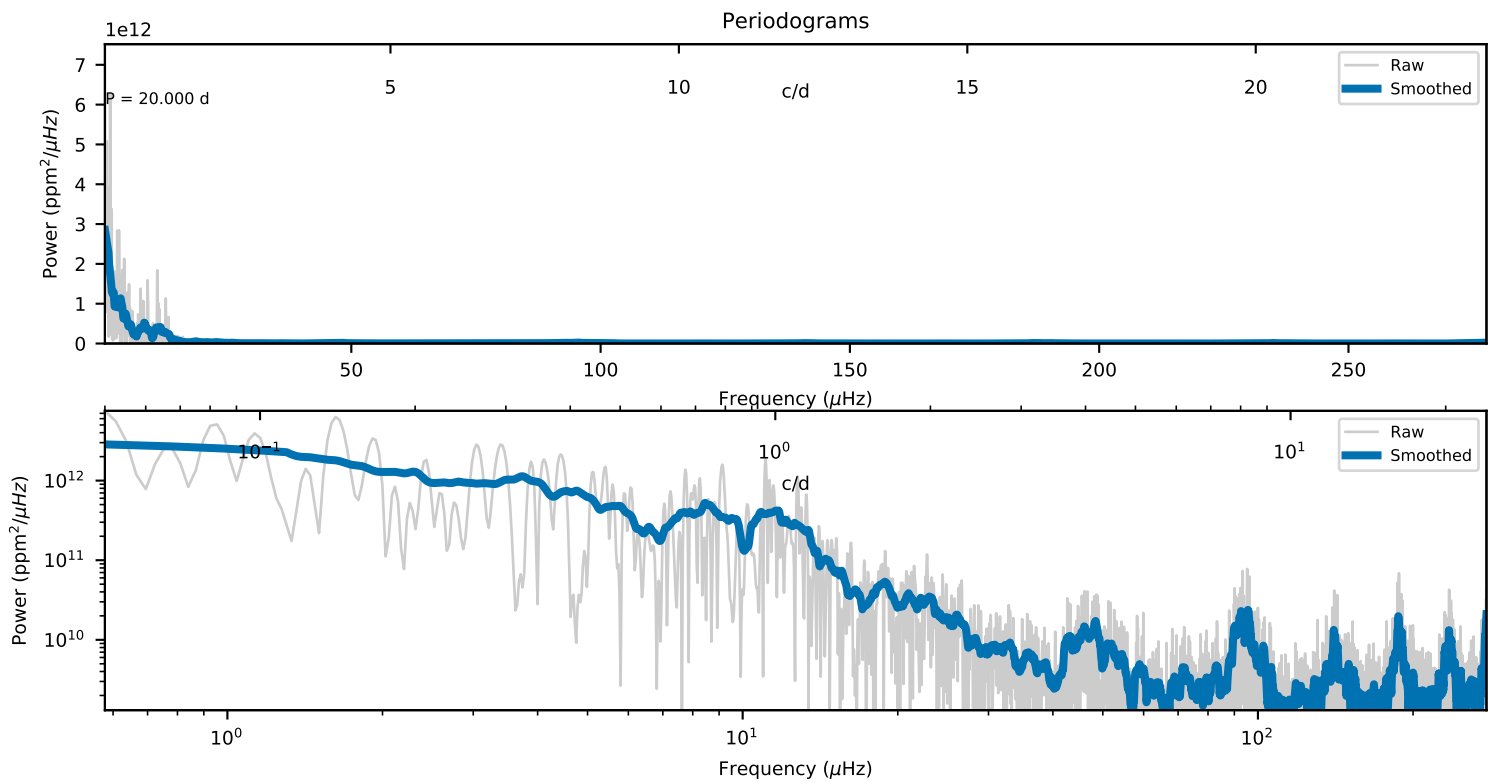 Periodograms
1e12
5 10 15 20
c/d
P = 20.000 d
Raw
Smoothed
Power (ppm²/μHz)
7
6
5
4
3
2
1
0
50 100 150 200 250
Frequency (μHz)
10⁻¹ 10⁰ 10¹
c/d
Raw
Smoothed
Power (ppm²/μHz)
10¹²
10¹¹
10¹⁰
10⁰ 10¹ 10²
Frequency (μHz)